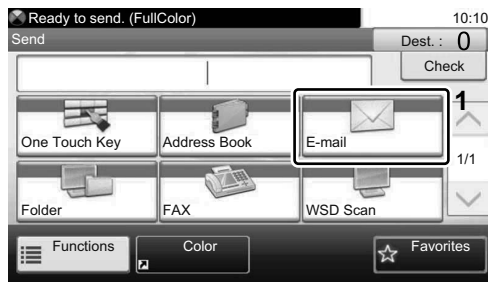 Ready to send. (FullColor) 10:10
Send Dest. : 0
Check
1
One Touch Key Address Book E-mail
1/1
Folder FAX WSD Scan
Functions Color Favorites